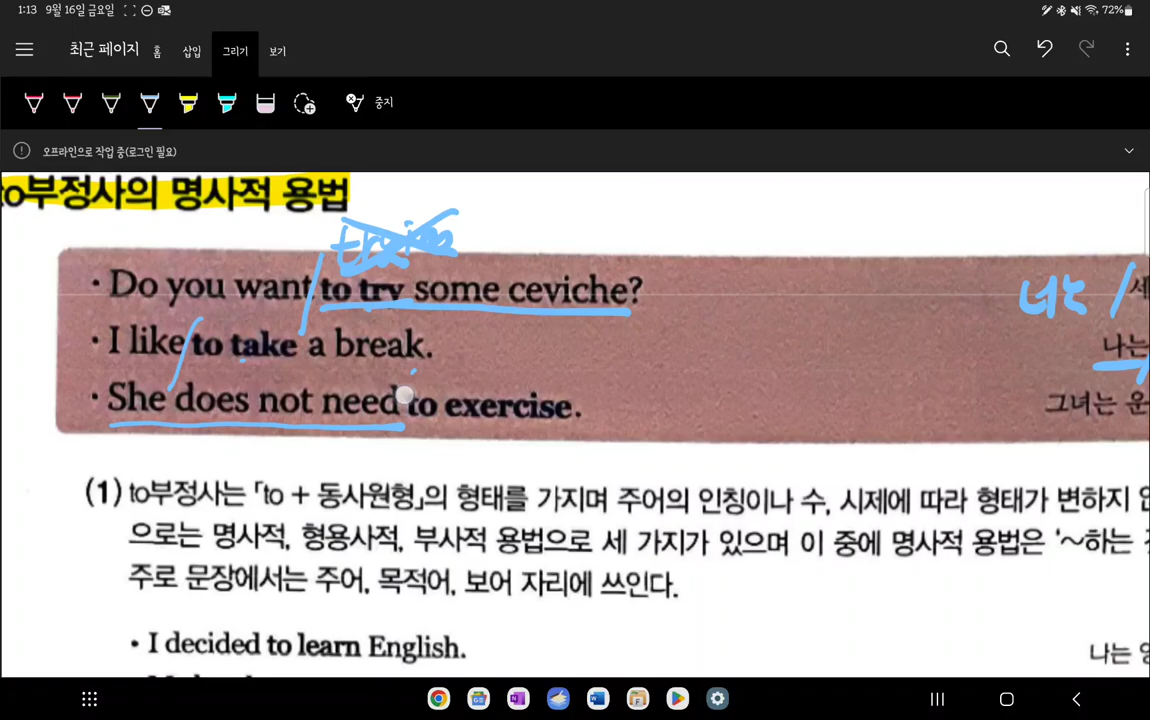 1:13 9월 16일 금요일 72%
최근 페이지 홈 삽입 그리기 보기
중지
오프라인으로 작업 중(로그인 필요)
to부정사의 명사적 용법
· Do you want to try some ceviche? 너는 / 세
· I like to take a break. 나는
· She does not need to exercise. 그녀는 운
(1) to부정사는 「to + 동사원형」의 형태를 가지며 주어의 인칭이나 수, 시제에 따라 형태가 변하지
으로는 명사적, 형용사적, 부사적 용법으로 세 가지가 있으며 이 중에 명사적 용법은 '~하는
주로 문장에서는 주어, 목적어, 보어 자리에 쓰인다.
· I decided to learn English. 나는 영